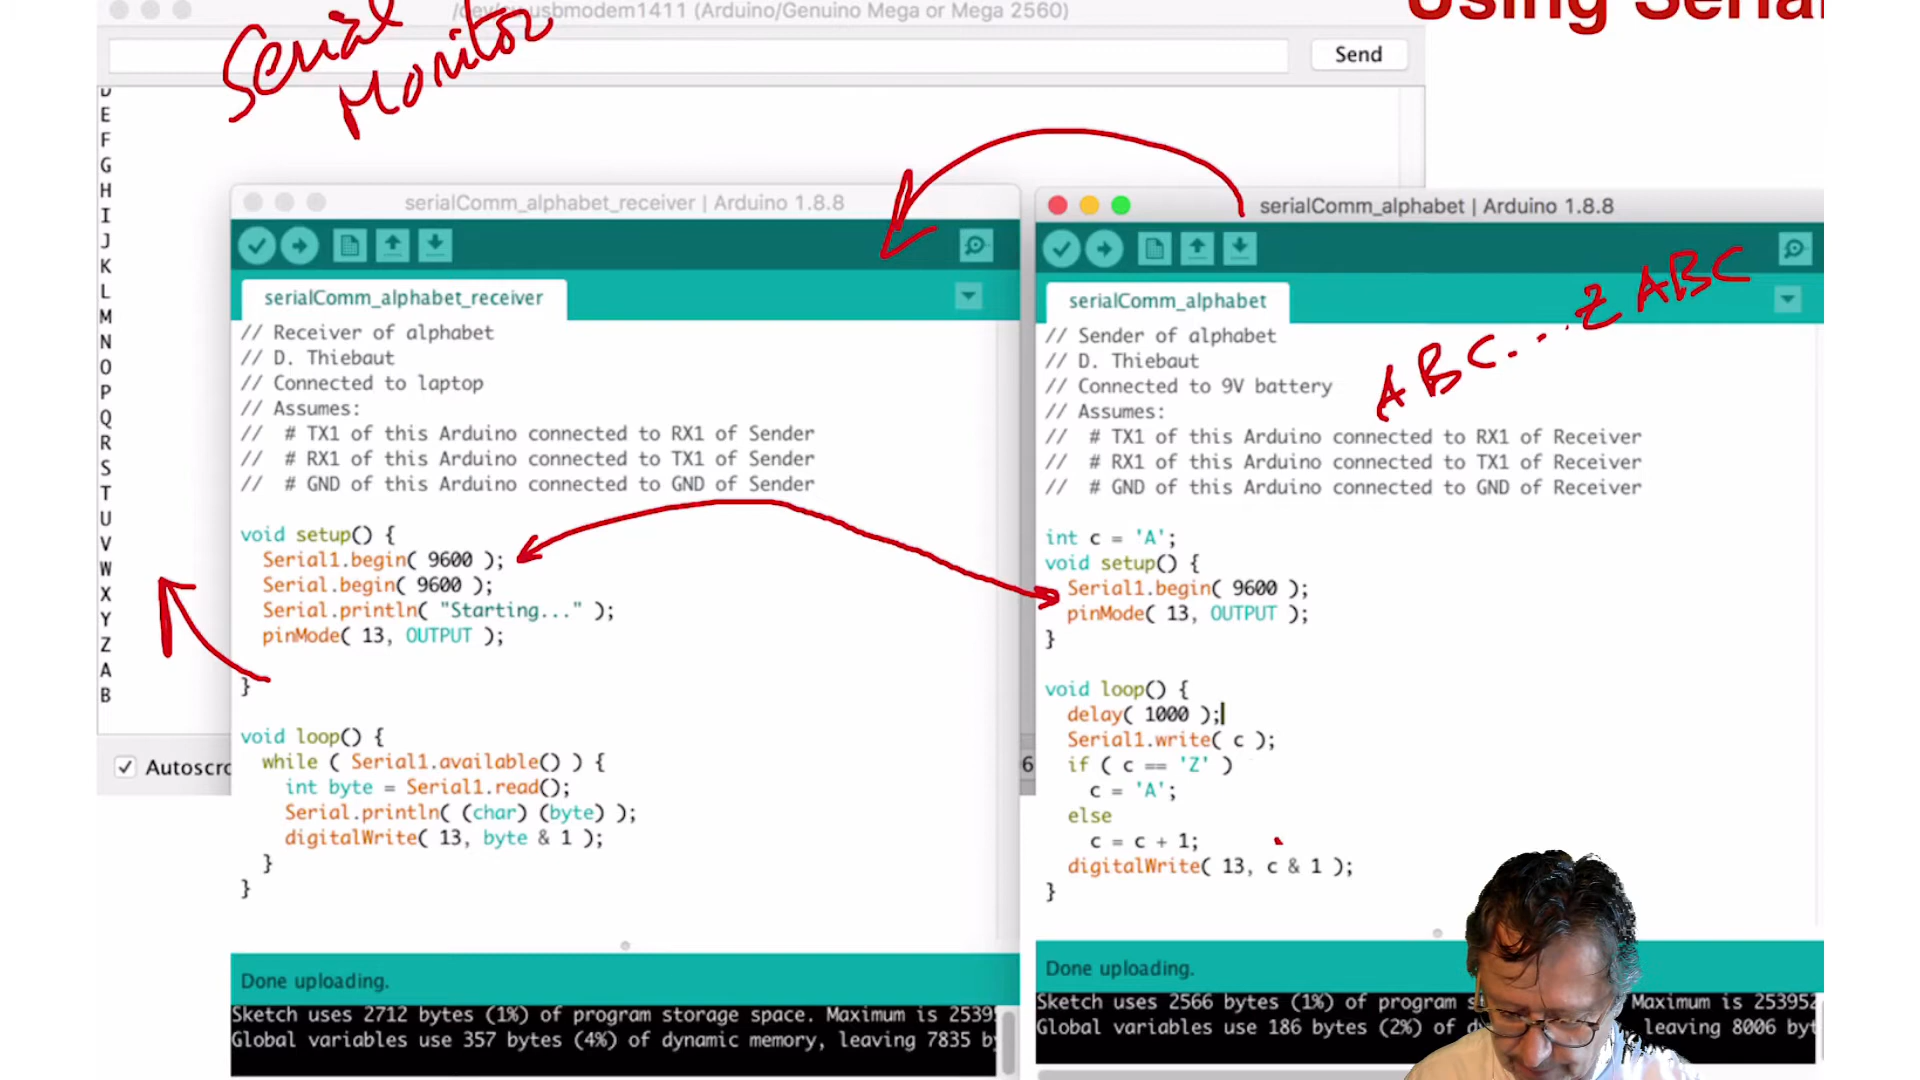 /dev/cu.usbmodem1411 (Arduino/Genuino Mega or Mega 2560)
Using Serial
Serial
Monitor
Send
D
E
F
G
H
I
J
K
L
M
N
O
P
Q
R
S
T
U
V
W
X
Y
Z
A
B
Autoscro
6
serialComm_alphabet_receiver | Arduino 1.8.8
serialComm_alphabet_receiver
// Receiver of alphabet
// D. Thiebaut
// Connected to laptop
// Assumes:
//  # TX1 of this Arduino connected to RX1 of Sender
//  # RX1 of this Arduino connected to TX1 of Sender
//  # GND of this Arduino connected to GND of Sender
void setup() {
Serial1.begin( 9600 );
Serial.begin( 9600 );
Serial.println( "Starting..." );
pinMode( 13, OUTPUT );
}
void loop() {
while ( Serial1.available() ) {
int byte = Serial1.read();
Serial.println( (char) (byte) );
digitalWrite( 13, byte & 1 );
}
}
Done uploading.
Sketch uses 2712 bytes (1%) of program storage space. Maximum is 2539
Global variables use 357 bytes (4%) of dynamic memory, leaving 7835 b
serialComm_alphabet | Arduino 1.8.8
serialComm_alphabet
ABC...ZABC
// Sender of alphabet
// D. Thiebaut
// Connected to 9V battery
// Assumes:
//  # TX1 of this Arduino connected to RX1 of Receiver
//  # RX1 of this Arduino connected to TX1 of Receiver
//  # GND of this Arduino connected to GND of Receiver
int c = 'A';
void setup() {
Serial1.begin( 9600 );
pinMode( 13, OUTPUT );
}
void loop() {
delay( 1000 );
Serial1.write( c );
if ( c == 'Z' )
c = 'A';
else
c = c + 1;
digitalWrite( 13, c & 1 );
}
Done uploading.
Sketch uses 2566 bytes (1%) of program s Maximum is 253952
Global variables use 186 bytes (2%) of d leaving 8006 byt